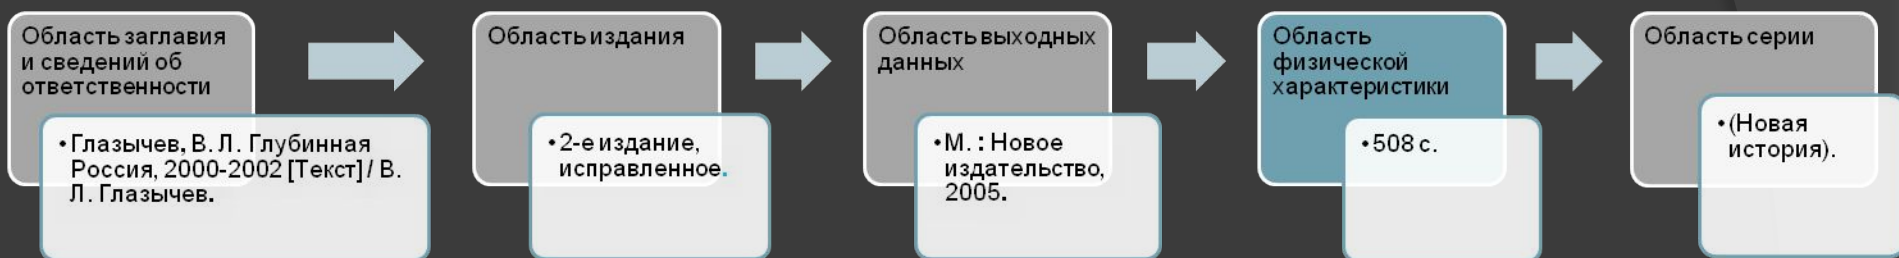 Область заглавия
и сведений об
ответственности
•Глазычев, В. Л. Глубинная
Россия, 2000-2002 [Текст] / В.
Л. Глазычев.
Область издания
•2-е издание,
исправленное.
Область выходных
данных
•М. : Новое
издательство,
2005.
Область
физической
характеристики
•508 с.
Область серии
•(Новая
история).